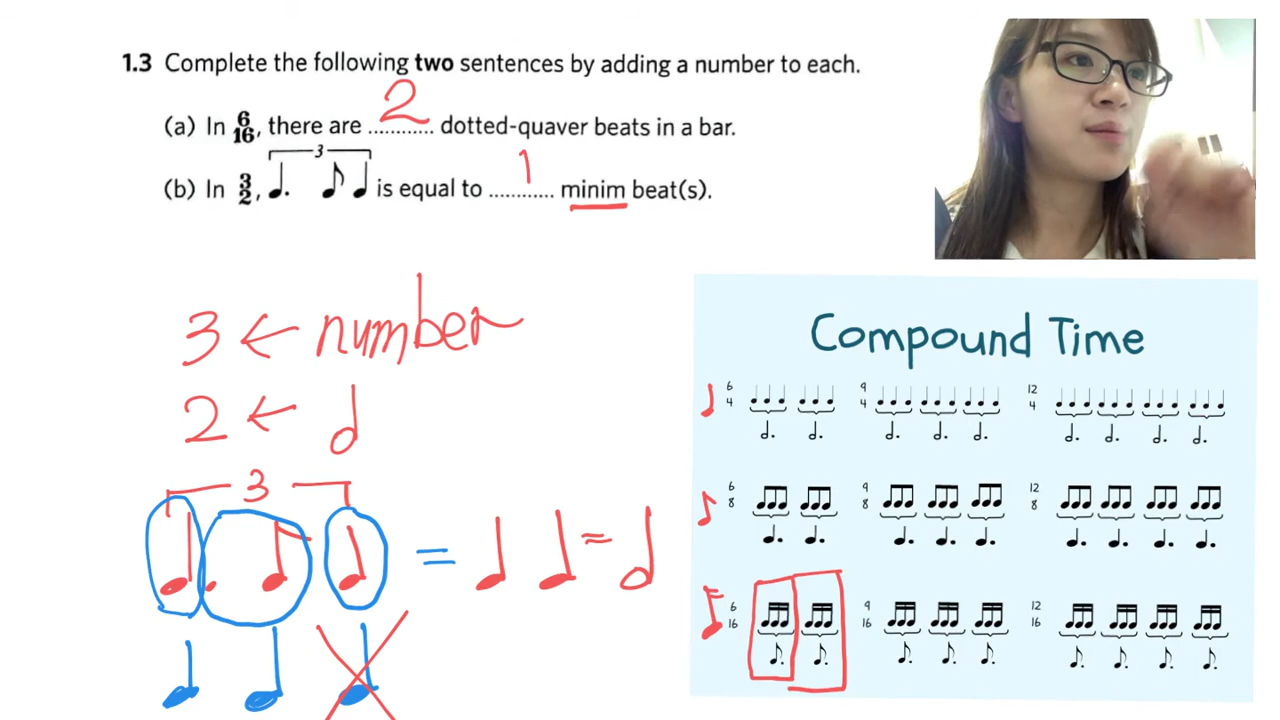 1.3 Complete the following two sentences by adding a number to each.
(a) In 6/16, there are ....2.... dotted-quaver beats in a bar.
3
(b) In 3/2, is equal to ....1.... minim beat(s).
3 ← number
2 ←
3
= =
Compound Time
6 4 9 4 12 4
6 8 9 8 12 8
6 16 9 16 12 16